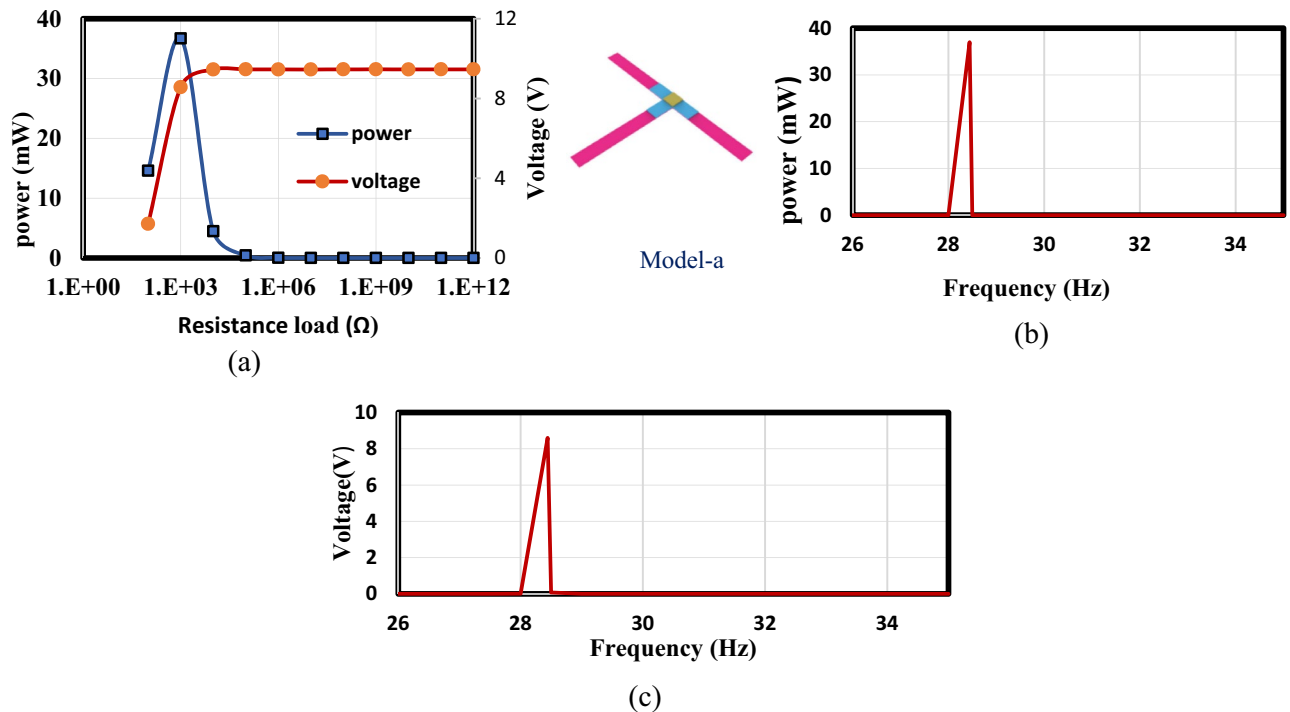 40
30
20
10
0
power (mW)
12
8
4
0
Voltage (V)
power
voltage
1.E+00 1.E+03 1.E+06 1.E+09 1.E+12
Resistance load (Ω)
(a)
Model-a
40
30
20
10
0
power (mW)
26 28 30 32 34
Frequency (Hz)
(b)
10
8
6
4
2
0
Voltage(V)
26 28 30 32 34
Frequency (Hz)
(c)